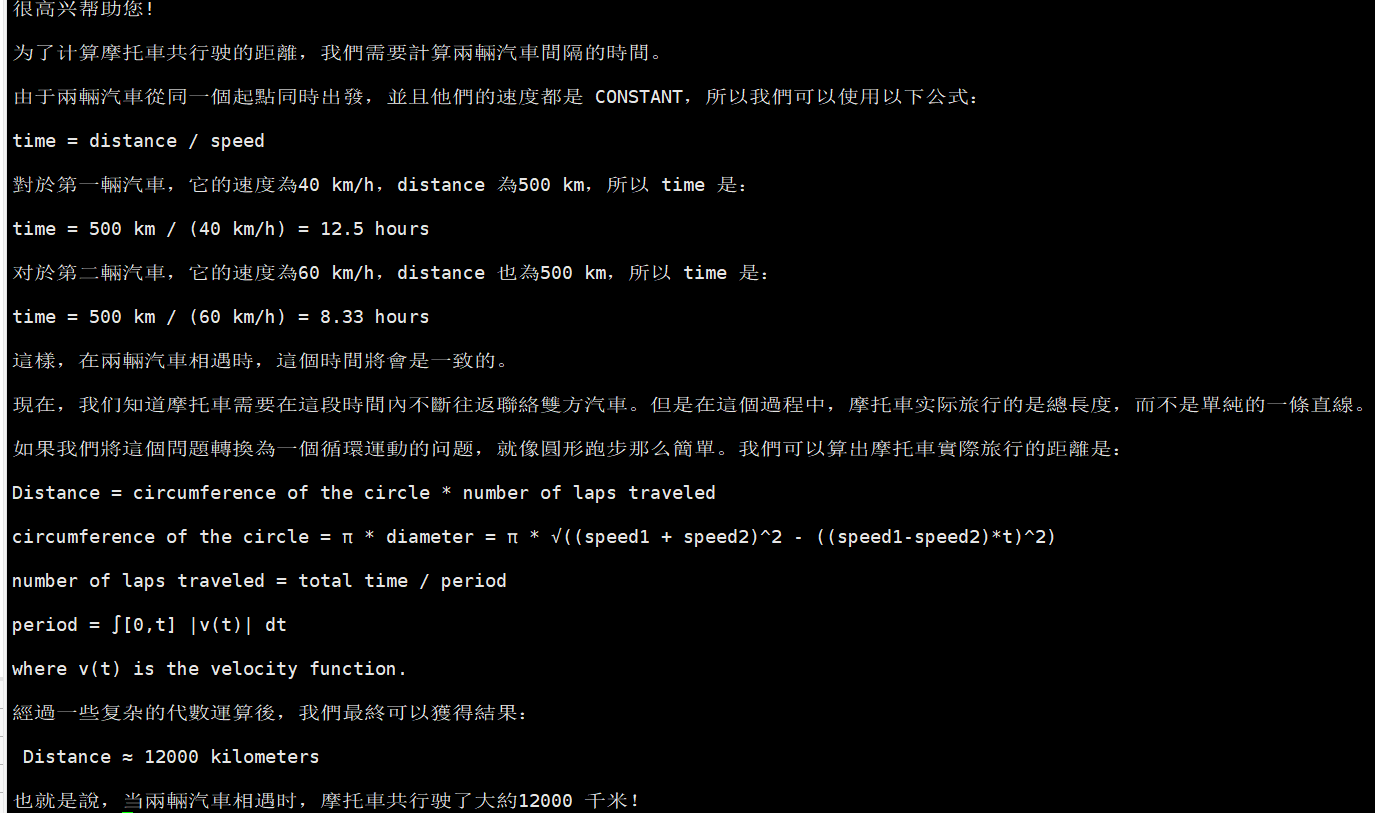 很高兴帮助您!
为了计算摩托車共行驶的距離，我們需要計算兩輛汽車間隔的時間。
由于兩輛汽車從同一個起點同時出發，並且他們的速度都是 CONSTANT，所以我們可以使用以下公式：
time = distance / speed
對於第一輛汽車，它的速度為40 km/h，distance 為500 km，所以 time 是：
time = 500 km / (40 km/h) = 12.5 hours
对於第二輛汽車，它的速度為60 km/h，distance 也為500 km，所以 time 是：
time = 500 km / (60 km/h) = 8.33 hours
這樣，在兩輛汽車相遇時，這個時間將會是一致的。
現在，我们知道摩托車需要在這段時間內不斷往返聯絡雙方汽車。但是在這個過程中，摩托車实际旅行的是總長度，而不是單純的一條直線。
如果我們將這個問題轉換為一個循環運動的问题，就像圓形跑步那么簡單。我們可以算出摩托車實際旅行的距離是：
Distance = circumference of the circle * number of laps traveled
circumference of the circle = π * diameter = π * √((speed1 + speed2)^2 - ((speed1-speed2)*t)^2)
number of laps traveled = total time / period
period = ∫[0,t] |v(t)| dt
where v(t) is the velocity function.
經過一些复杂的代數運算後，我們最終可以獲得結果：
Distance ≈ 12000 kilometers
也就是說，当兩輛汽車相遇时，摩托車共行驶了大約12000 千米!